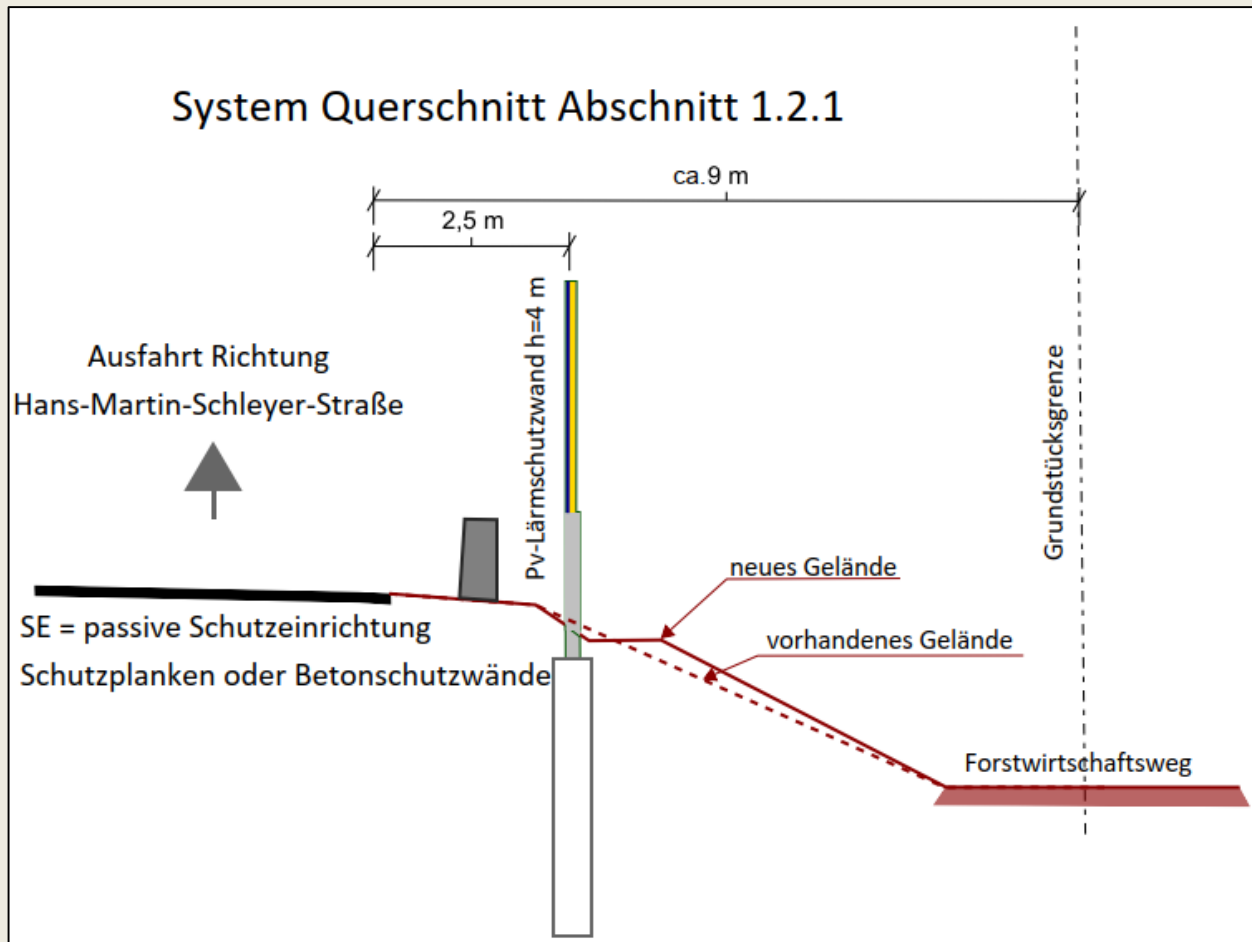 System Querschnitt Abschnitt 1.2.1
ca.9 m
2,5 m
Pv-Lärmschutzwand h=4 m
Ausfahrt Richtung
Hans-Martin-Schleyer-Straße
Grundstücksgrenze
neues Gelände
vorhandenes Gelände
SE = passive Schutzeinrichtung
Schutzplanken oder Betonschutzwände
Forstwirtschaftsweg